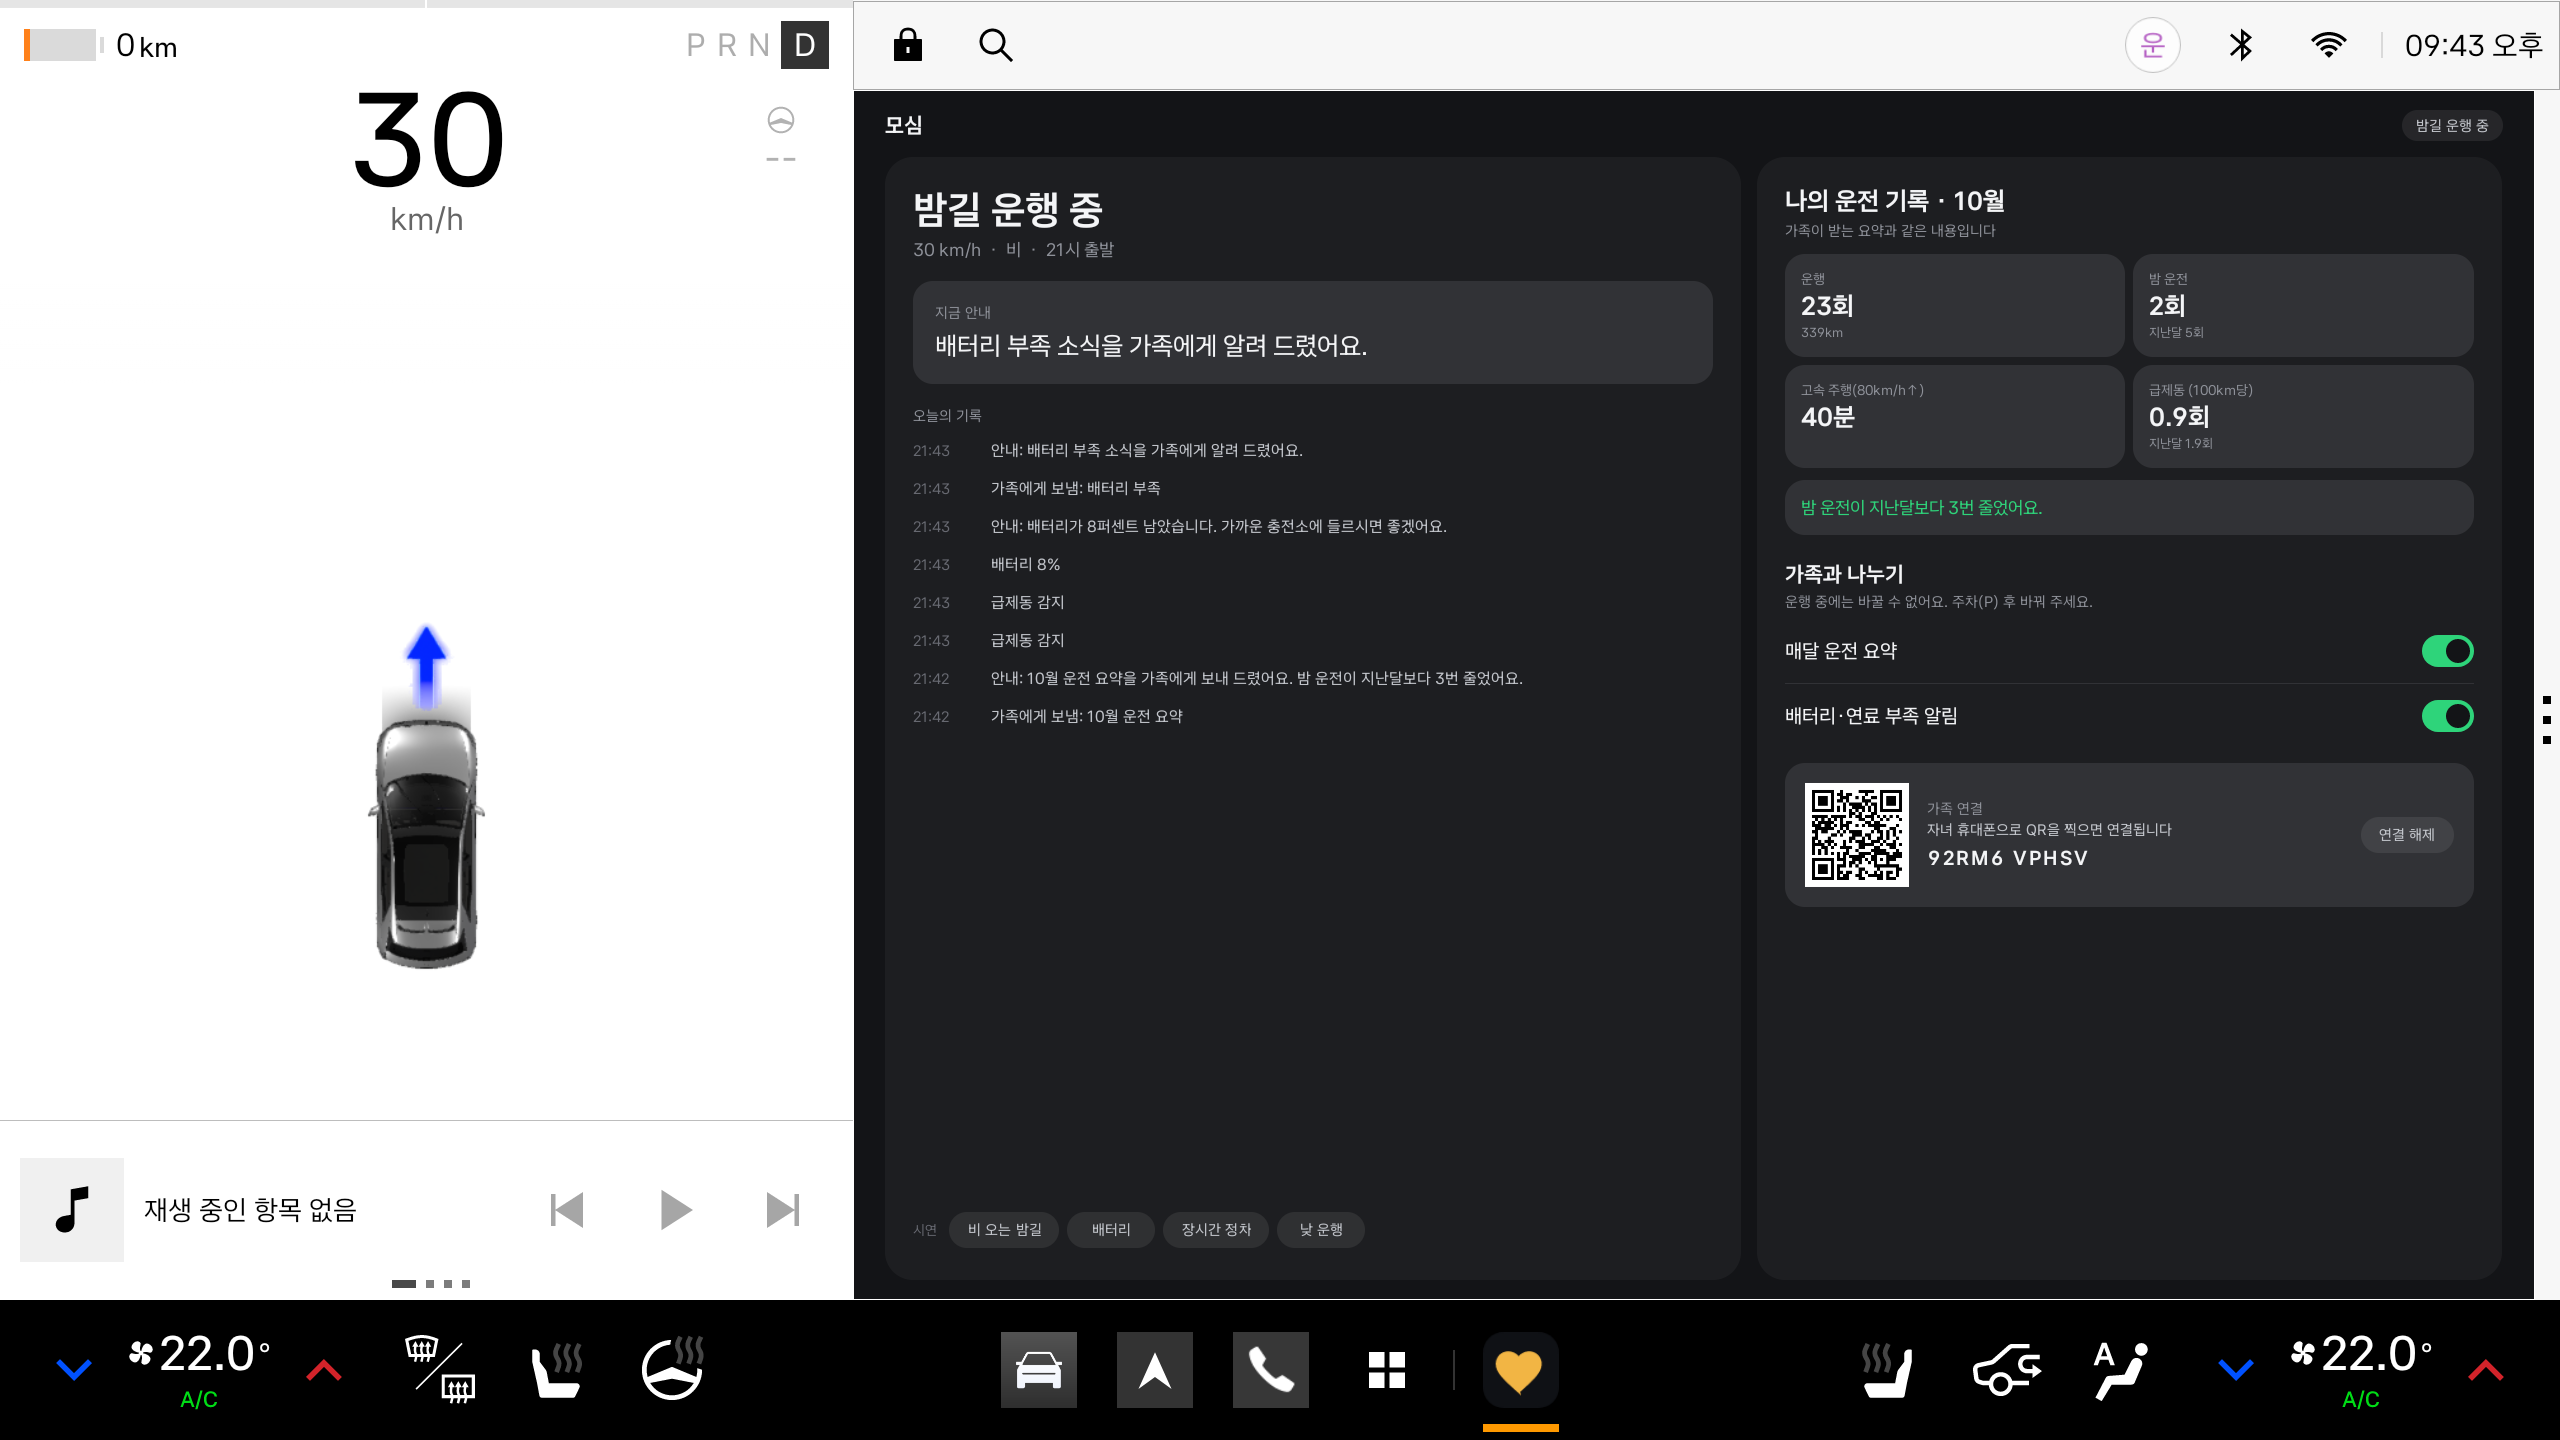 0 km
P R N D
30
km/h
--
재생 중인 항목 없음
운
09:43 오후
모심
밤길 운행 중
밤길 운행 중
30 km/h · 비 · 21시 출발
지금 안내
배터리 부족 소식을 가족에게 알려 드렸어요.
오늘의 기록
21:43 안내: 배터리 부족 소식을 가족에게 알려 드렸어요.
21:43 가족에게 보냄: 배터리 부족
21:43 안내: 배터리가 8퍼센트 남았습니다. 가까운 충전소에 들르시면 좋겠어요.
21:43 배터리 8%
21:43 급제동 감지
21:43 급제동 감지
21:42 안내: 10월 운전 요약을 가족에게 보내 드렸어요. 밤 운전이 지난달보다 3번 줄었어요.
21:42 가족에게 보냄: 10월 운전 요약
시연 비 오는 밤길 배터리 장시간 정차 낮 운행
나의 운전 기록 · 10월
가족이 받는 요약과 같은 내용입니다
운행
23회
339km
밤 운전
2회
지난달 5회
고속 주행(80km/h↑)
40분
급제동 (100km당)
0.9회
지난달 1.9회
밤 운전이 지난달보다 3번 줄었어요.
가족과 나누기
운행 중에는 바꿀 수 없어요. 주차(P) 후 바꿔 주세요.
매달 운전 요약
배터리·연료 부족 알림
가족 연결
자녀 휴대폰으로 QR을 찍으면 연결됩니다
92RM6 VPHSV
연결 해제
22.0°
A/C
A
22.0°
A/C